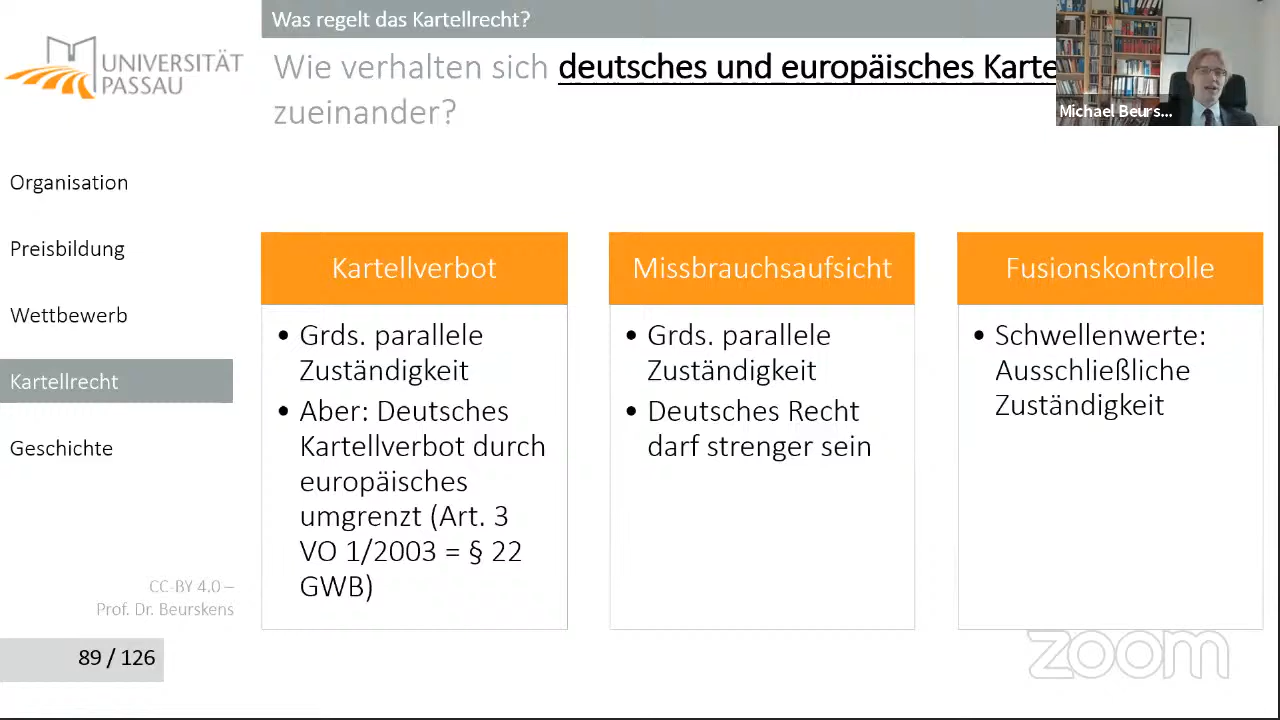 Was regelt das Kartellrecht?
UNIVERSITÄT
PASSAU
Wie verhalten sich deutsches und europäisches Karte
zueinander?
Michael Beurs...
Organisation
Preisbildung
Wettbewerb
Kartellrecht
Geschichte
Kartellverbot
• Grds. parallele
Zuständigkeit
• Aber: Deutsches
Kartellverbot durch
europäisches
umgrenzt (Art. 3
VO 1/2003 = § 22
GWB)
Missbrauchsaufsicht
• Grds. parallele
Zuständigkeit
• Deutsches Recht
darf strenger sein
Fusionskontrolle
• Schwellenwerte:
Ausschließliche
Zuständigkeit
CC-BY 4.0 –
Prof. Dr. Beurskens
89 / 126
zoom